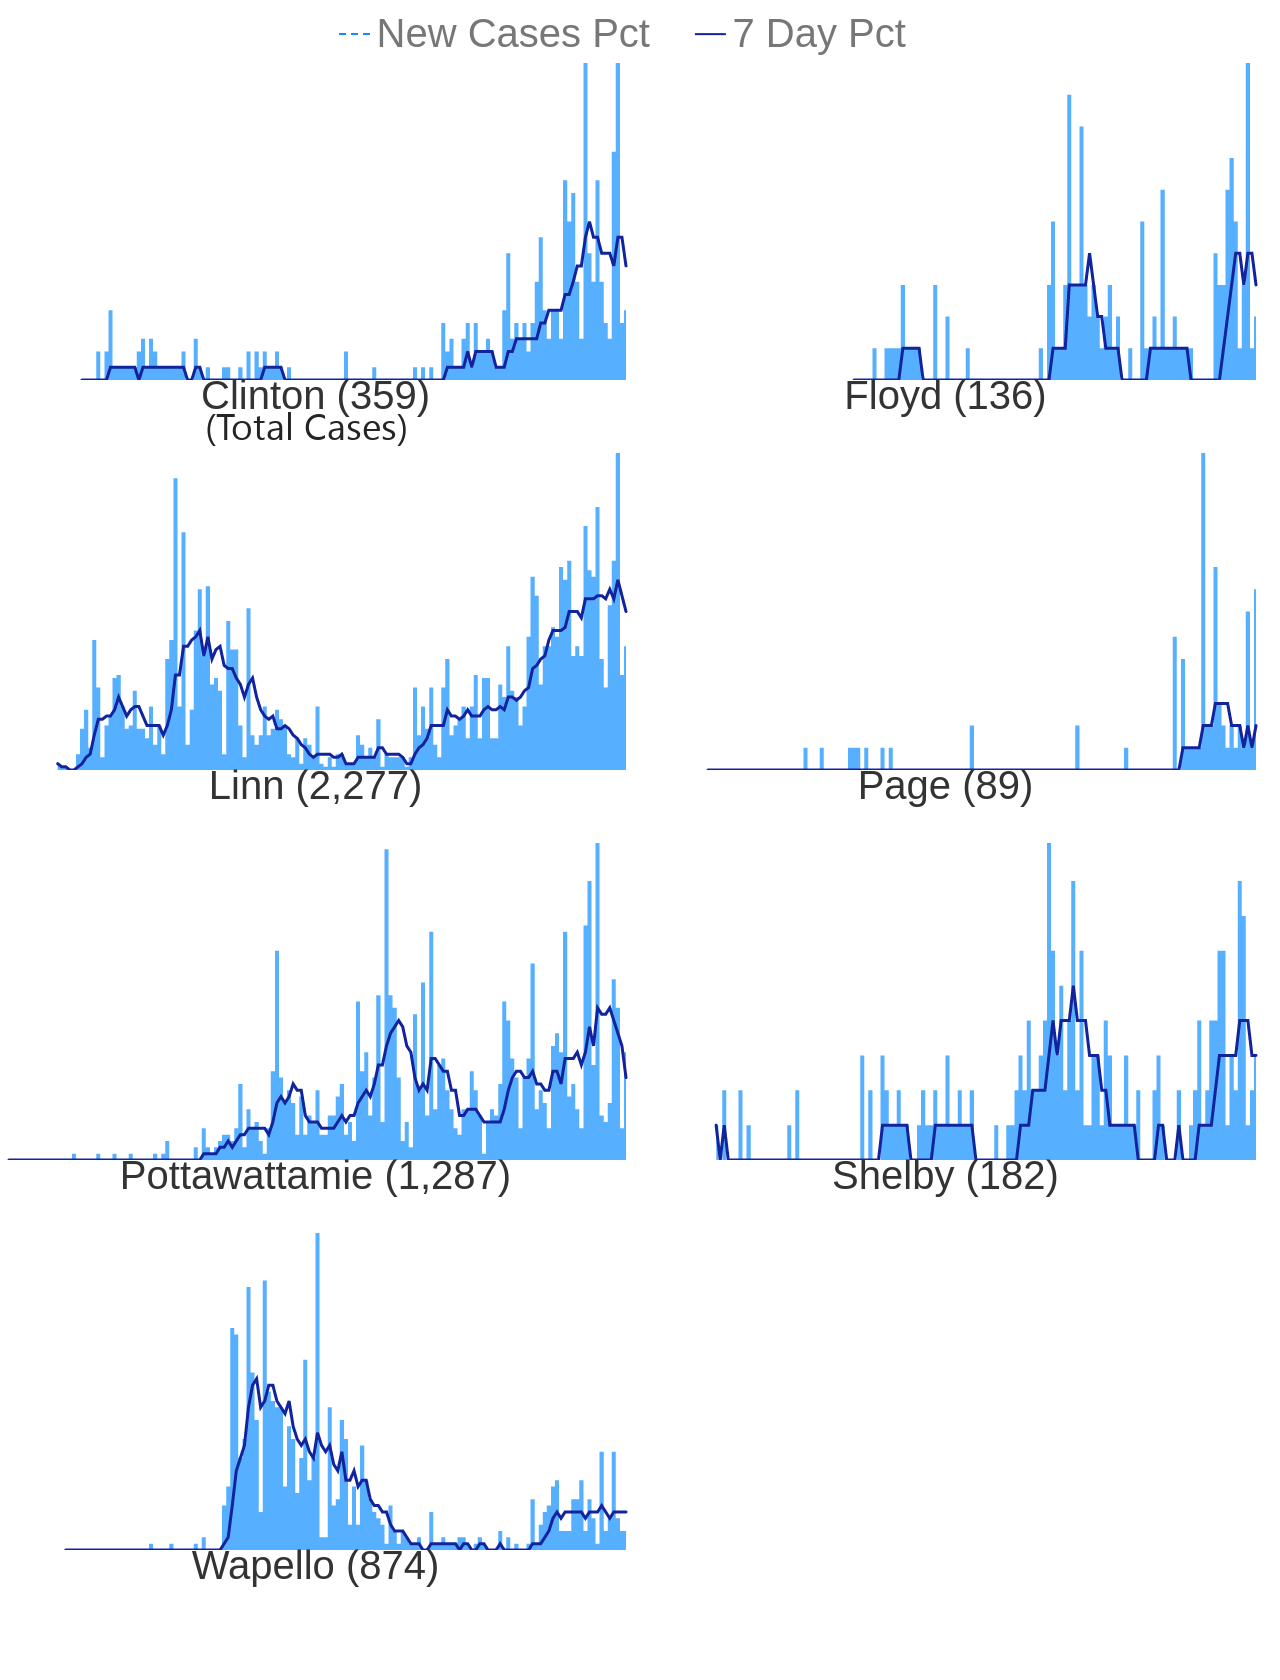 New Cases Pct 7 Day Pct
Clinton (359)
(Total Cases)
Floyd (136)
Linn (2,277)
Page (89)
Pottawattamie (1,287)
Shelby (182)
Wapello (874)